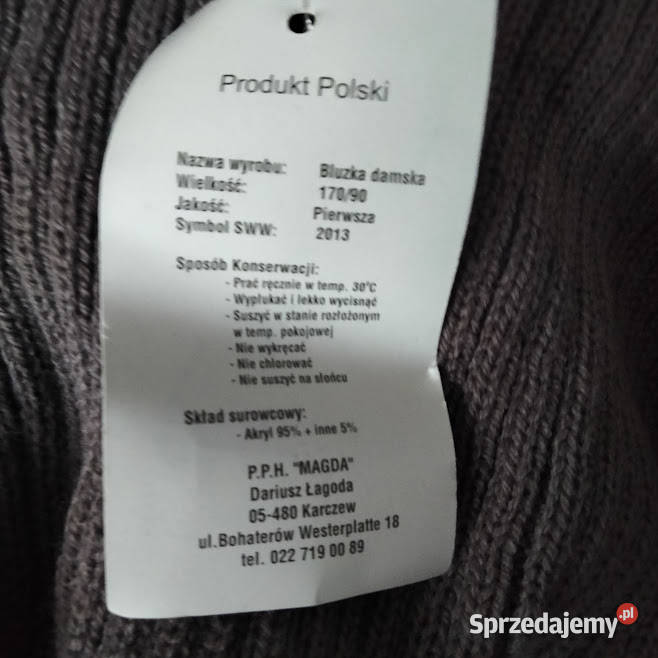 Produkt Polski
Nazwa wyrobu: Bluzka damska
Wielkość: 170/90
Jakość: Pierwsza
Symbol SWW: 2013
Sposób Konserwacji:
- Prać ręcznie w temp. 30°C
- Wypłukać i lekko wycisnąć
- Suszyć w stanie rozłożonym
w temp. pokojowej
- Nie wykręcać
- Nie chlorować
- Nie suszyć na słońcu
Skład surowcowy:
- Akryl 95% + inne 5%
P.P.H. "MAGDA"
Dariusz Łagoda
05-480 Karczew
ul.Bohaterów Westerplatte 18
tel. 022 719 00 89
Sprzedajemy.pl